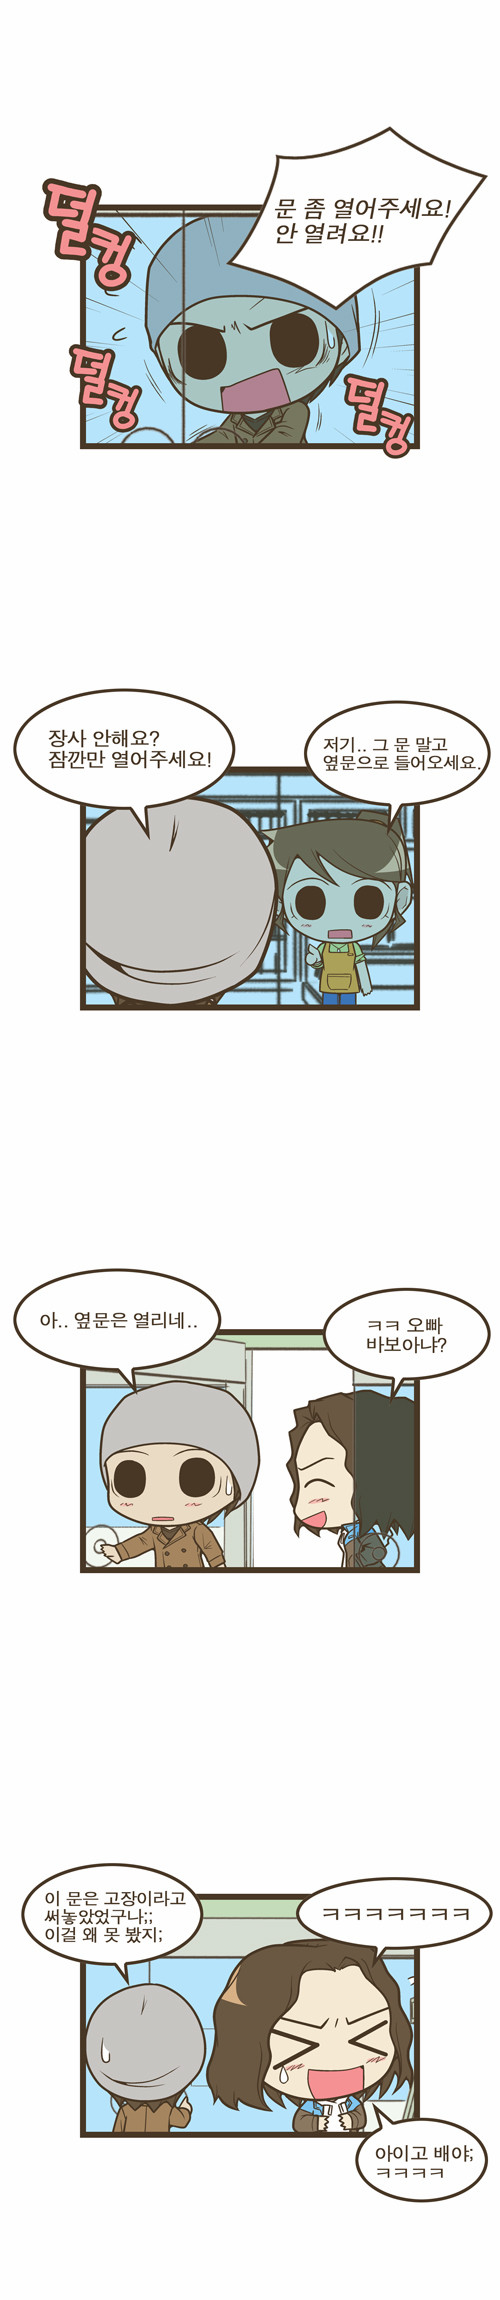 문 좀 열어주세요!
안 열려요!!
덜컹
덜컹
덜컹
장사 안해요?
잠깐만 열어주세요!
저기.. 그 문 말고
옆문으로 들어오세요.
아.. 옆문은 열리네..
ㅋㅋ 오빠
바보아냐?
이 문은 고장이라고
써놓았었구나;;
이걸 왜 못 봤지;
ㅋㅋㅋㅋㅋㅋㅋ
아이고 배야;
ㅋㅋㅋㅋ